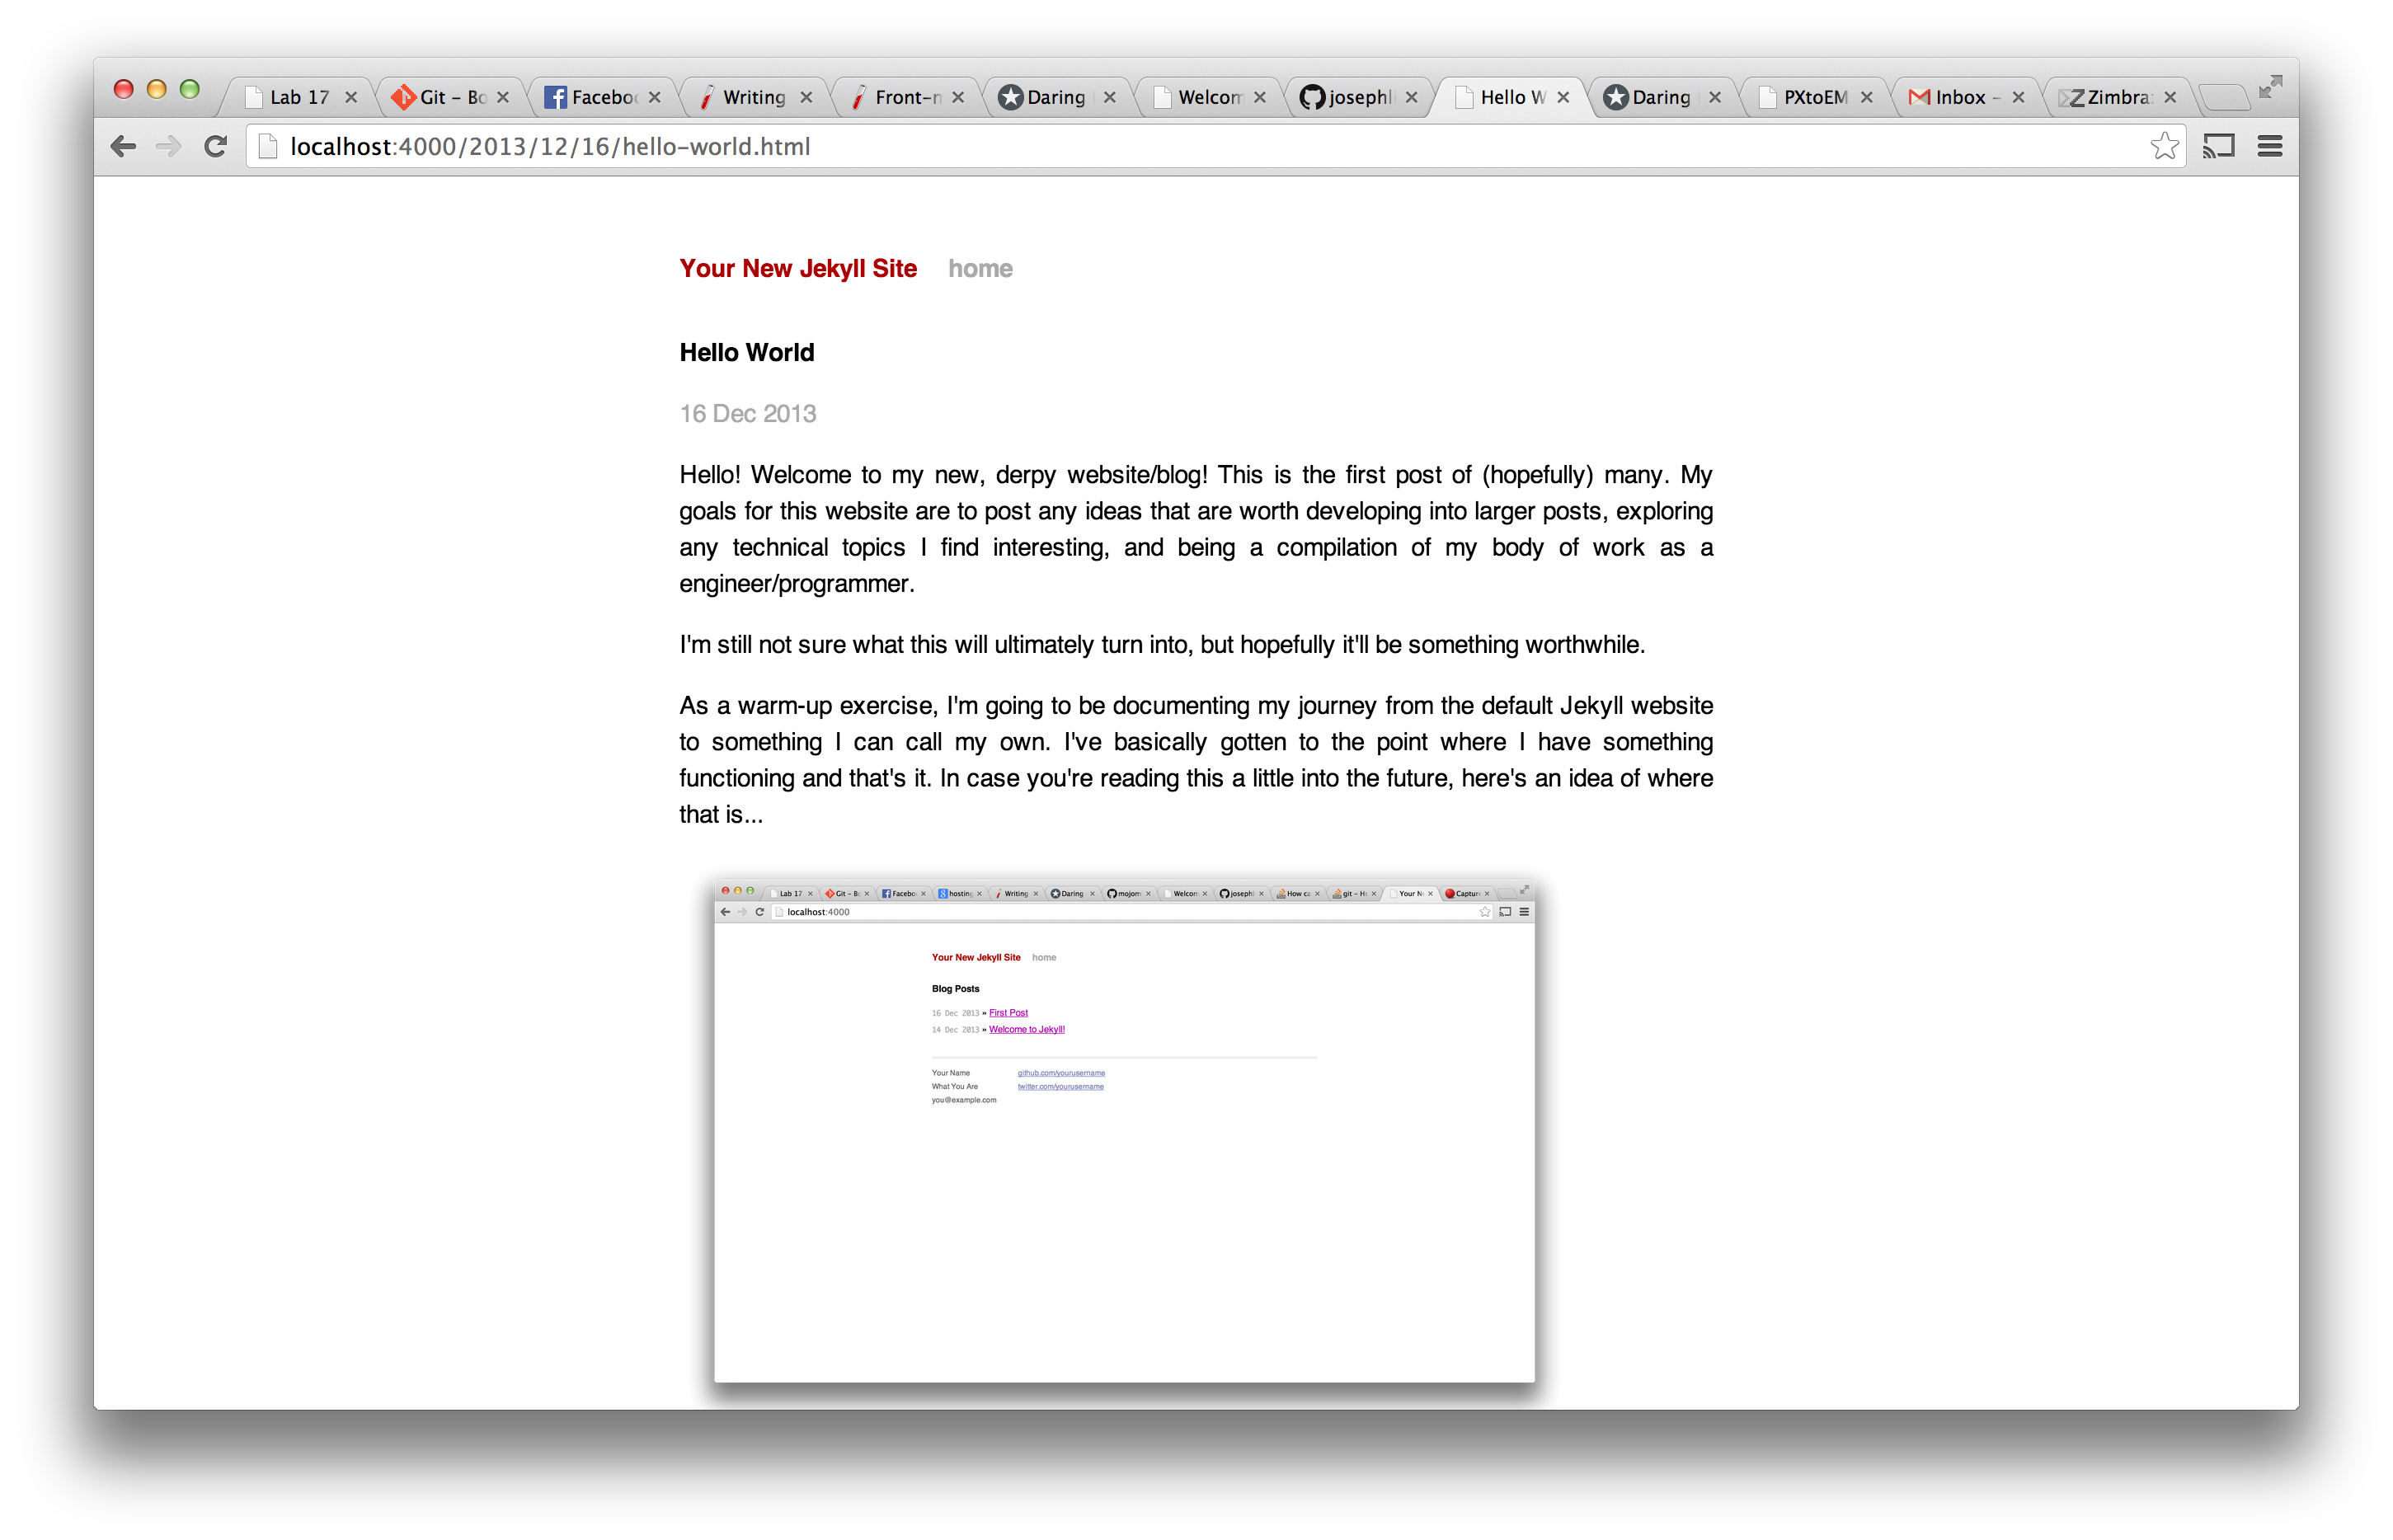 Lab 17
Git – Bo
Facebo
Writing
Front-m
Daring
Welcom
josephl
Hello W
Daring
PXtoEM
Inbox –
Zimbra:
localhost:4000/2013/12/16/hello-world.html
Your New Jekyll Site home
Hello World
16 Dec 2013
Hello! Welcome to my new, derpy website/blog! This is the first post of (hopefully) many. My
goals for this website are to post any ideas that are worth developing into larger posts, exploring
any technical topics I find interesting, and being a compilation of my body of work as a
engineer/programmer.
I'm still not sure what this will ultimately turn into, but hopefully it'll be something worthwhile.
As a warm-up exercise, I'm going to be documenting my journey from the default Jekyll website
to something I can call my own. I've basically gotten to the point where I have something
functioning and that's it. In case you're reading this a little into the future, here's an idea of where
that is...
Lab 17
Git – Bo
Facebo
hosting
Writing
Daring
mojom
Welcom
josephl
How ca
git – Ho
Your Ne
Capture
localhost:4000
Your New Jekyll Site home
Blog Posts
16 Dec 2013 » First Post
14 Dec 2013 » Welcome to Jekyll!
Your Name github.com/yourusername
What You Are twitter.com/yourusername
you@example.com